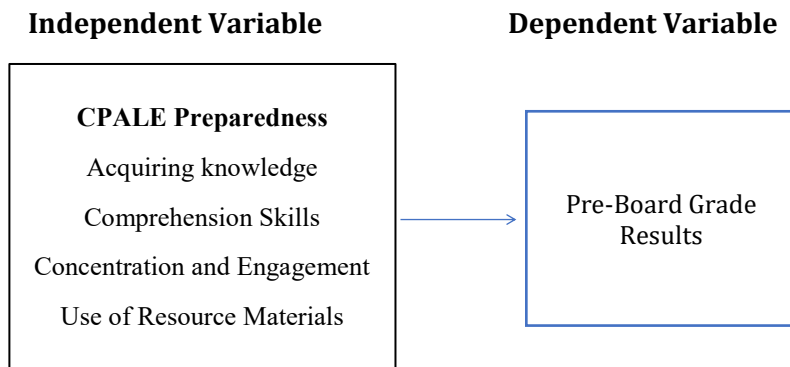 Independent Variable
Dependent Variable
CPALE Preparedness
Acquiring knowledge
Comprehension Skills
Concentration and Engagement
Use of Resource Materials
Pre-Board Grade
Results